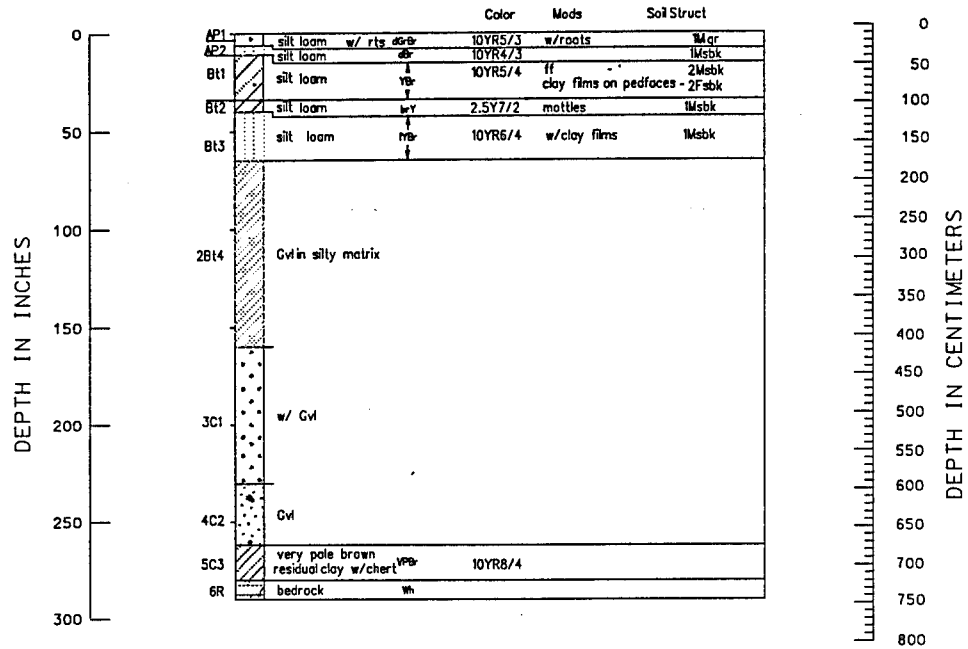 Color Mods Soil Struct
AP1 silt loam w/ rts dGrBr 10YR5/3 w/roots 1Mgr
AP2 silt loam dBr 10YR4/3 1Msbk
Bt1 silt loam YBr 10YR5/4 ff 2Msbk
clay films on pedfaces - 2Fsbk
Bt2 silt loam 2.5Y7/2 mottles 1Msbk
Bt3 silt loam lYBr 10YR6/4 w/clay films 1Msbk
2Bt4 Gvl in silty matrix
3C1 w/ Gvl
4C2 Gvl
5C3 very pale brown
residual clay w/chert VPBr 10YR8/4
6R bedrock Wh
DEPTH IN INCHES
0
50
100
150
200
250
300
DEPTH IN CENTIMETERS
0
50
100
150
200
250
300
350
400
450
500
550
600
650
700
750
800